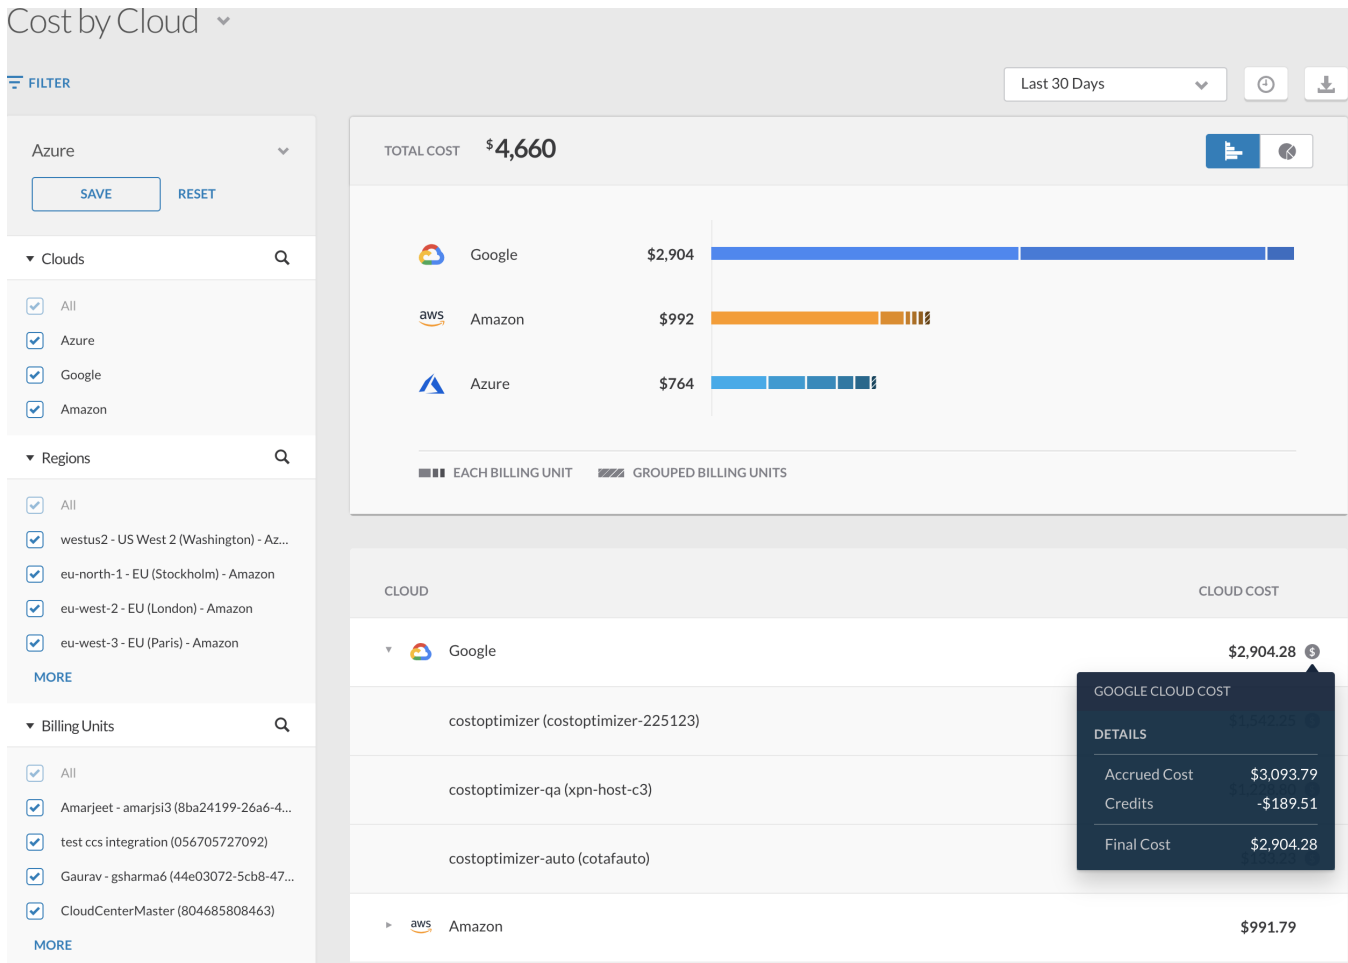 Cost by Cloud
FILTER
Last 30 Days
Azure
SAVE RESET
Clouds
All
Azure
Google
Amazon
Regions
All
westus2 - US West 2 (Washington) - Az...
eu-north-1 - EU (Stockholm) - Amazon
eu-west-2 - EU (London) - Amazon
eu-west-3 - EU (Paris) - Amazon
MORE
Billing Units
All
Amarjeet - amarjsi3 (8ba24199-26a6-4...
test ccs integration (056705727092)
Gaurav - gsharma6 (44e03072-5cb8-47...
CloudCenterMaster (804685808463)
MORE
TOTAL COST $4,660
Google $2,904
aws Amazon $992
Azure $764
EACH BILLING UNIT GROUPED BILLING UNITS
CLOUD CLOUD COST
Google $2,904.28 $
costoptimizer (costoptimizer-225123)
costoptimizer-qa (xpn-host-c3)
costoptimizer-auto (cotafauto)
GOOGLE CLOUD COST
DETAILS
Accrued Cost $3,093.79
Credits -$189.51
Final Cost $2,904.28
aws Amazon $991.79